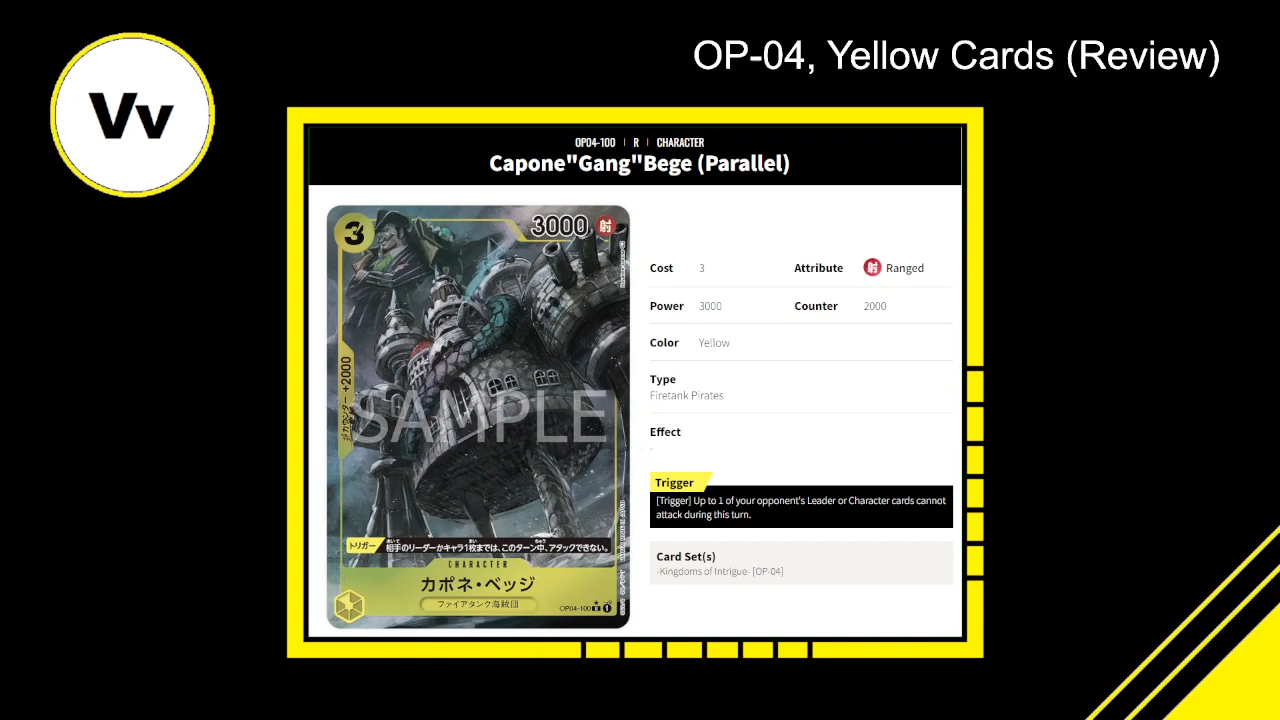 OP-04, Yellow Cards (Review)
Vv
OP04-100 | R | CHARACTER
Capone"Gang"Bege (Parallel)
3
3000
射
カウンター +2000
SAMPLE
トリガー 相手のリーダーかキャラ1枚までは、このターン中、アタックできない。
CHARACTER
カポネ・ベッジ
ファイアタンク海賊団
OP04-100 R 1
Cost 3
Attribute 射 Ranged
Power 3000
Counter 2000
Color Yellow
Type
Firetank Pirates
Effect
-
Trigger
[Trigger] Up to 1 of your opponent's Leader or Character cards cannot
attack during this turn.
Card Set(s)
-Kingdoms of Intrigue- [OP-04]